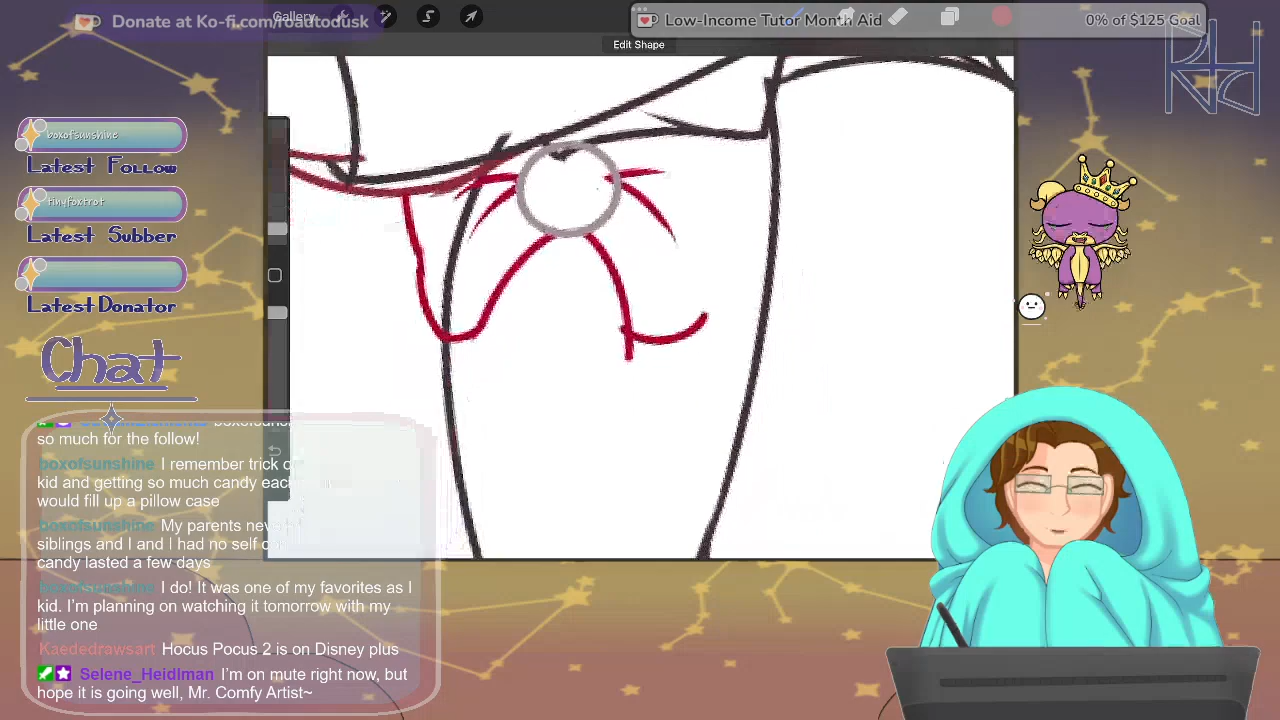 Donate at Ko-fi.com/roadtodusk
Gallery
Low-Income Tutor Month Aid
0% of $125 Goal
Edit Shape
boxofsunshine
Latest Follow
tinyfoxtrot
Latest Subber
Latest Donator
Chat
so much for the follow!
boxofsunshine I remember trick
kid and getting so much candy
would fill up a pillow case
boxofsunshine My parents
siblings and I and I had no self
candy lasted a few days
boxofsunshine I do! It was one of my favorites as I
kid. I'm planning on watching it tomorrow with my
little one
Kaededrawsart Hocus Pocus 2 is on Disney plus
Selene_Heidlman I'm on mute right now, but
hope it is going well, Mr. Comfy Artist~